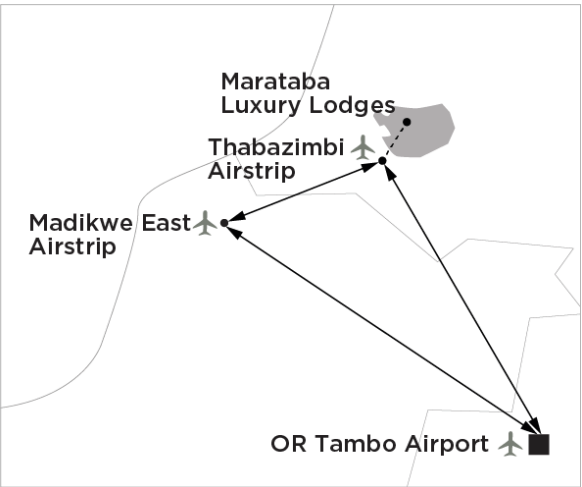 Marataba
Luxury Lodges
Thabazimbi
Airstrip
Madikwe East
Airstrip
OR Tambo Airport